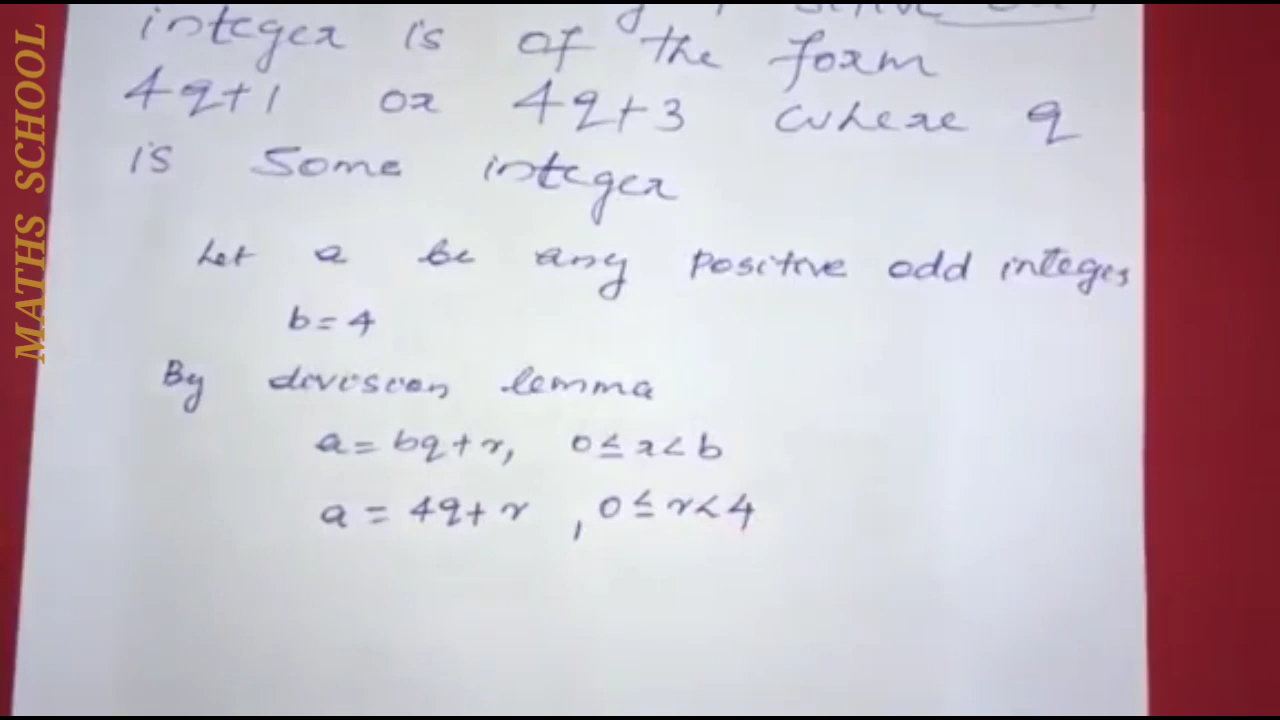 integer is of the form
4q+1 or 4q+3 where q
is some integer
Let a be any positive odd integer
b=4
By division lemma
a=bq+r, 0≤r<b
a=4q+r, 0≤r<4
MATHS SCHOOL